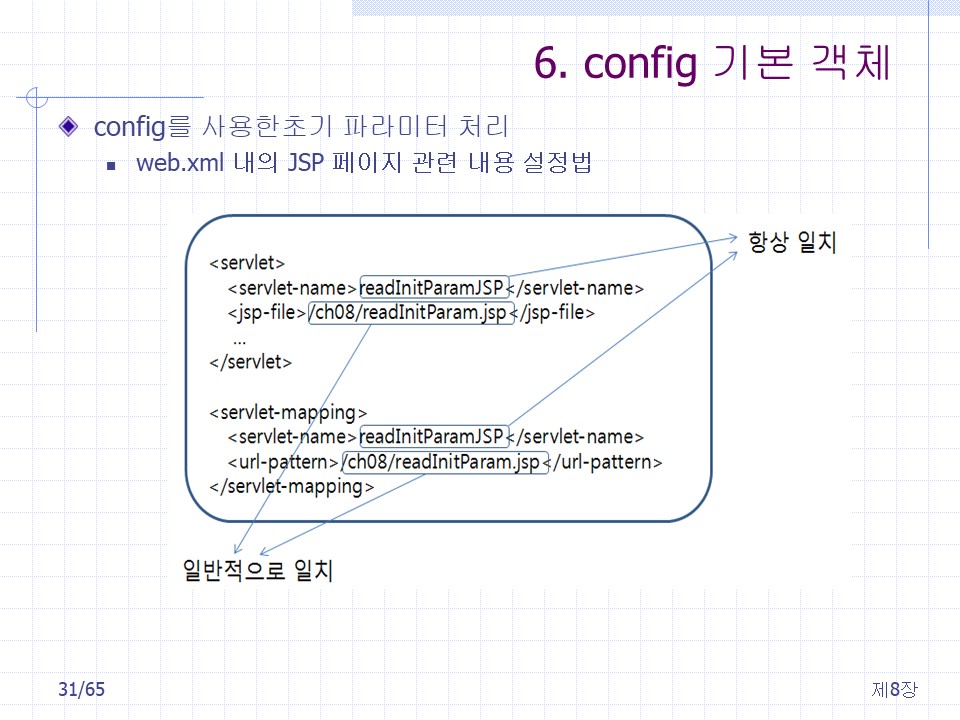 6. config 기본 객체
config를 사용한초기 파라미터 처리
web.xml 내의 JSP 페이지 관련 내용 설정법
항상 일치
<servlet>
<servlet-name>readInitParamJSP</servlet-name>
<jsp-file>/ch08/readInitParam.jsp</jsp-file>
...
</servlet>
<servlet-mapping>
<servlet-name>readInitParamJSP</servlet-name>
<url-pattern>/ch08/readInitParam.jsp</url-pattern>
</servlet-mapping>
일반적으로 일치
31/65
제8장